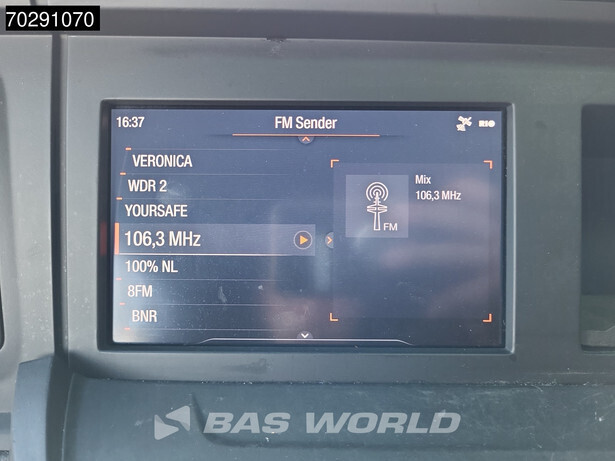 70291070
16:37
FM Sender
VERONICA
WDR 2
YOURSAFE
106,3 MHz
100% NL
8FM
BNR
Mix
106,3 MHz
FM
BAS WORLD